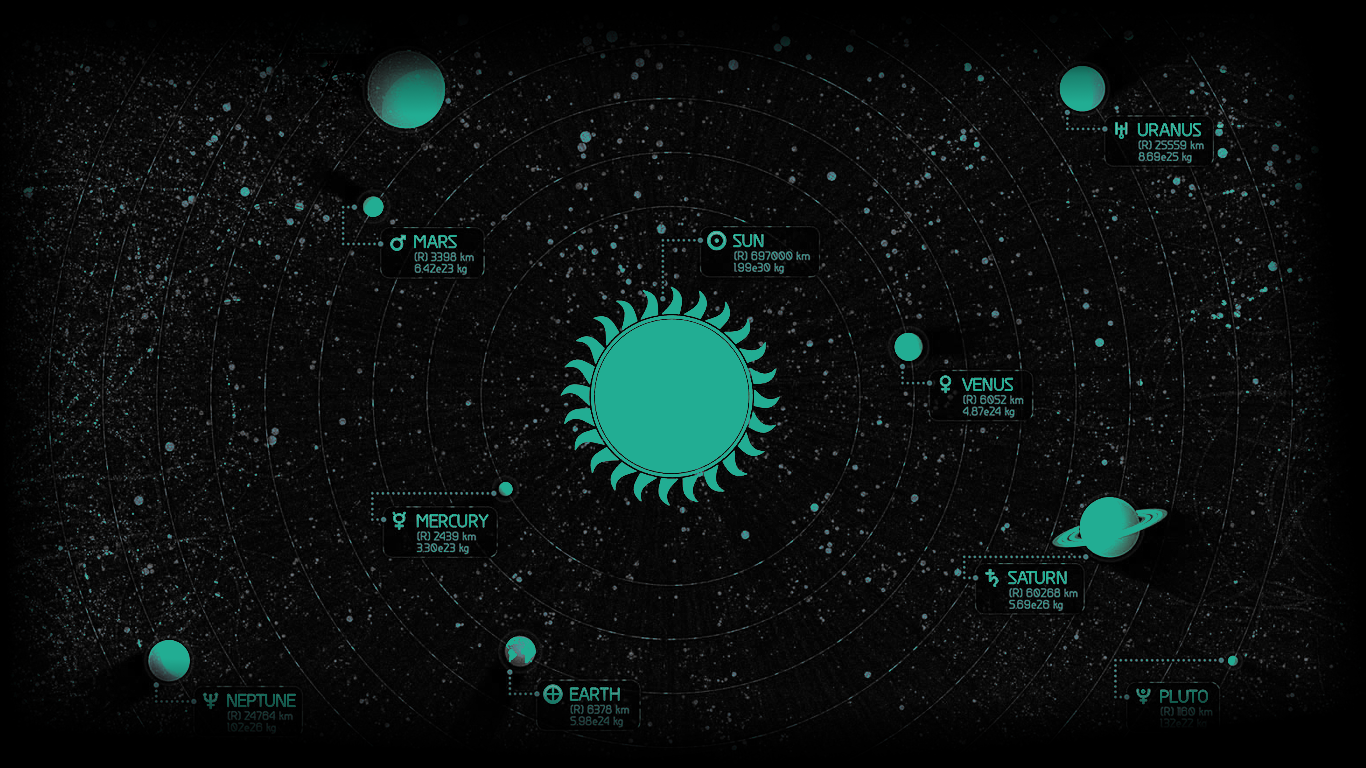 URANUS
(R) 25559 km
8.69e25 kg
MARS
(R) 3398 km
6.42e23 kg
SUN
(R) 697000 km
1.99e30 kg
VENUS
(R) 6052 km
4.87e24 kg
MERCURY
(R) 2439 km
3.30e23 kg
SATURN
(R) 60268 km
5.69e26 kg
NEPTUNE
(R) 24764 km
1.02e26 kg
EARTH
(R) 6378 km
5.98e24 kg
PLUTO
(R) 1160 km